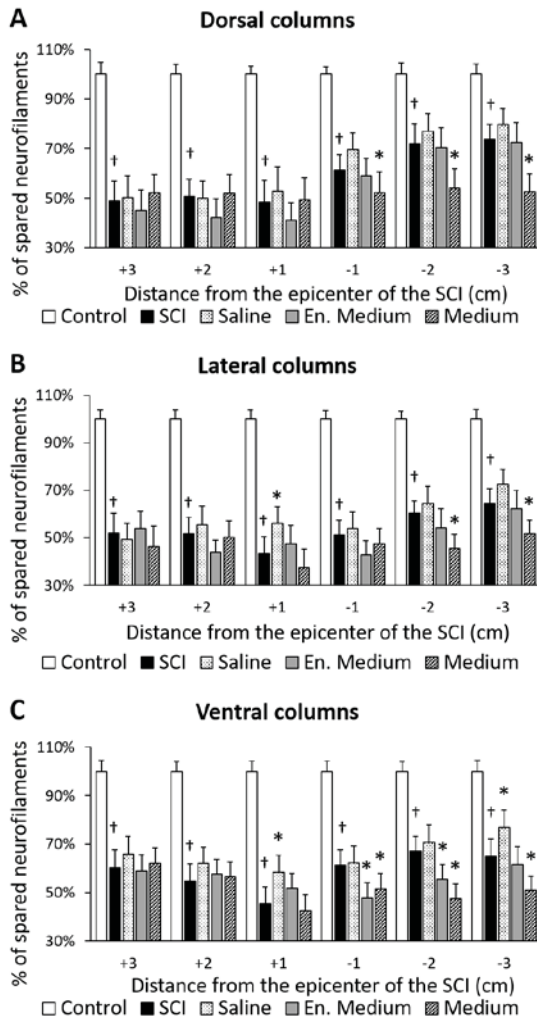 A
Dorsal columns
% of spared neurofilaments
110%
90%
70%
50%
30%
† † † † * † * † *
+3 +2 +1 -1 -2 -3
Distance from the epicenter of the SCI (cm)
Control SCI Saline En. Medium Medium
B
Lateral columns
% of spared neurofilaments
110%
90%
70%
50%
30%
† † † * † † * † *
+3 +2 +1 -1 -2 -3
Distance from the epicenter of the SCI (cm)
Control SCI Saline En. Medium Medium
C
Ventral columns
% of spared neurofilaments
110%
90%
70%
50%
30%
† † † * † * * † * * † * *
+3 +2 +1 -1 -2 -3
Distance from the epicenter of the SCI (cm)
Control SCI Saline En. Medium Medium